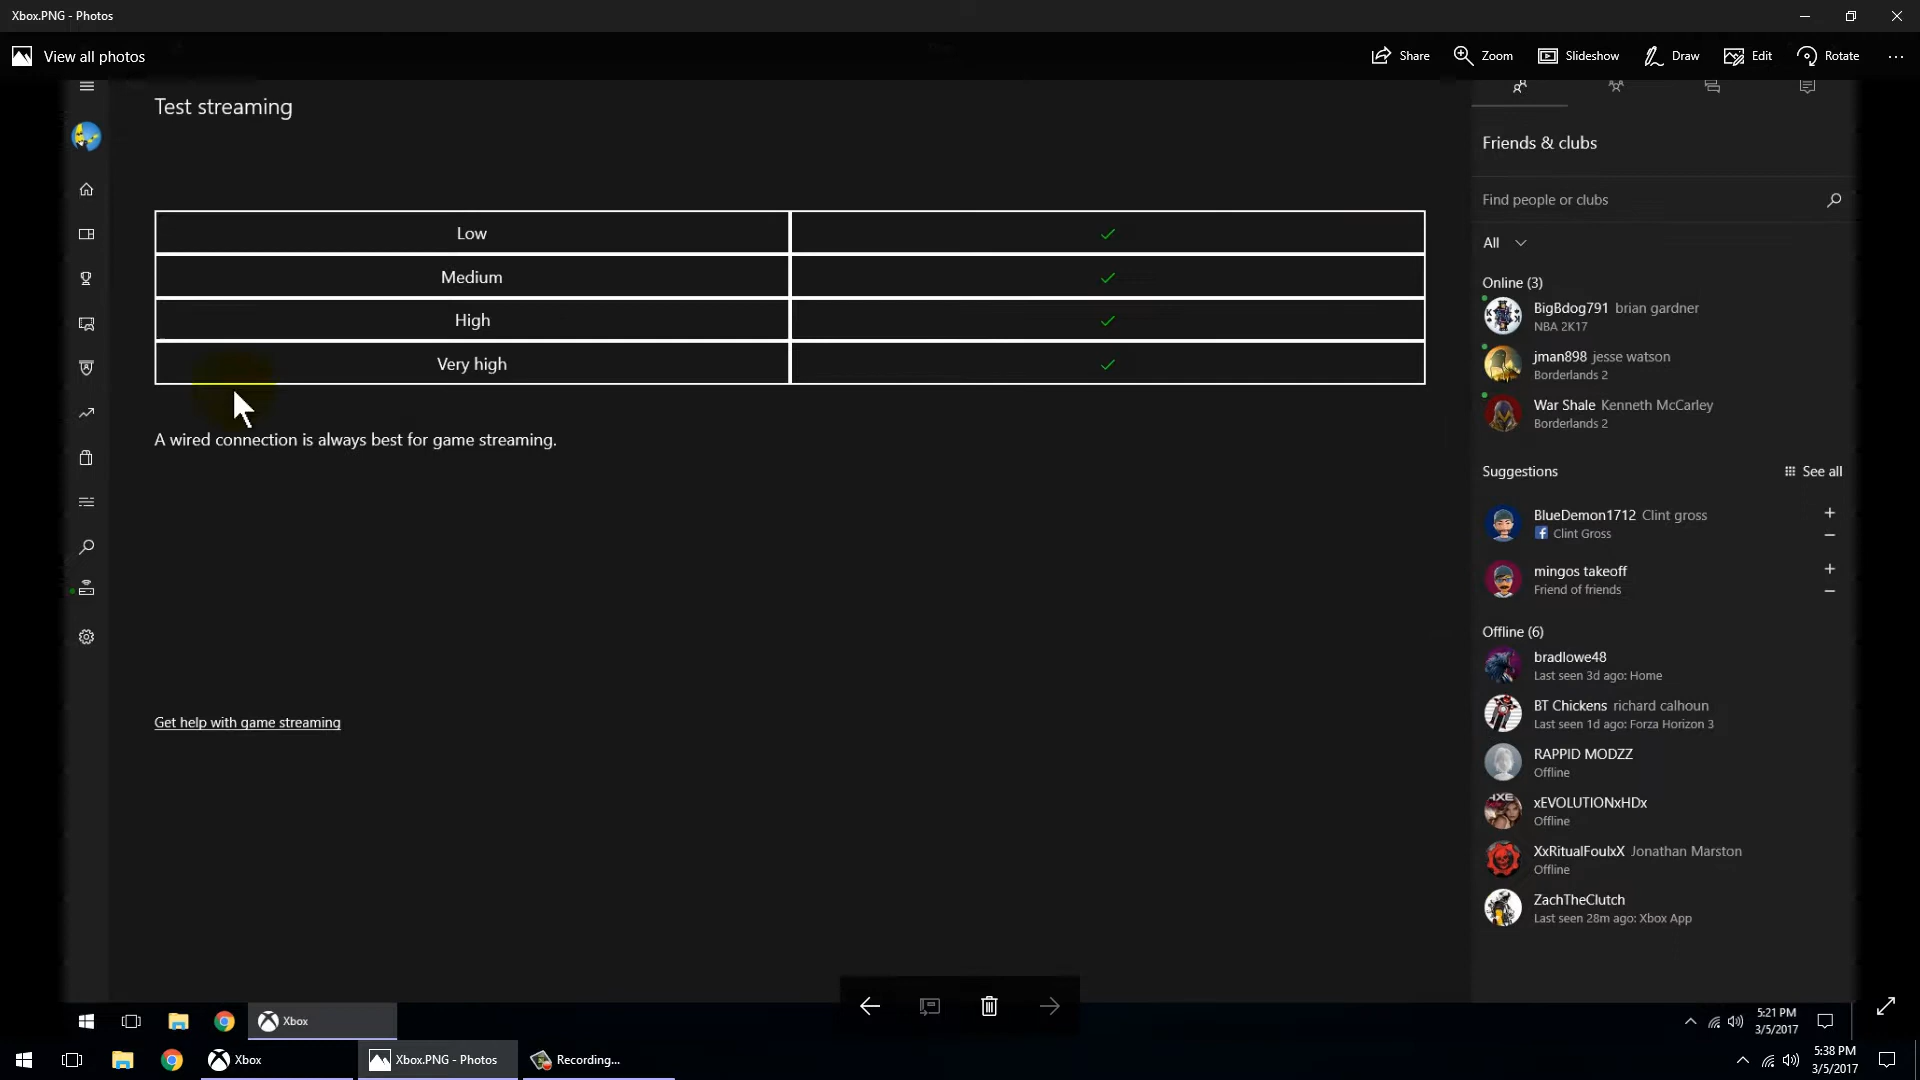 Xbox.PNG - Photos
View all photos
Share
Zoom
Slideshow
Draw
Edit
Rotate
Test streaming
Low
Medium
High
Very high
A wired connection is always best for game streaming.
Get help with game streaming
Friends & clubs
Find people or clubs
All
Online (3)
BigBdog791 brian gardner
NBA 2K17
jman898 jesse watson
Borderlands 2
War Shale Kenneth McCarley
Borderlands 2
Suggestions
See all
BlueDemon1712 Clint gross
Clint Gross
mingos takeoff
Friend of friends
Offline (6)
bradlowe48
Last seen 3d ago: Home
BT Chickens richard calhoun
Last seen 1d ago: Forza Horizon 3
RAPPID MODZZ
Offline
xEVOLUTIONxHDx
Offline
XxRitualFoulxX Jonathan Marston
Offline
ZachTheClutch
Last seen 28m ago: Xbox App
Xbox
5:21 PM
3/5/2017
Xbox
Xbox.PNG - Photos
Recording...
5:38 PM
3/5/2017